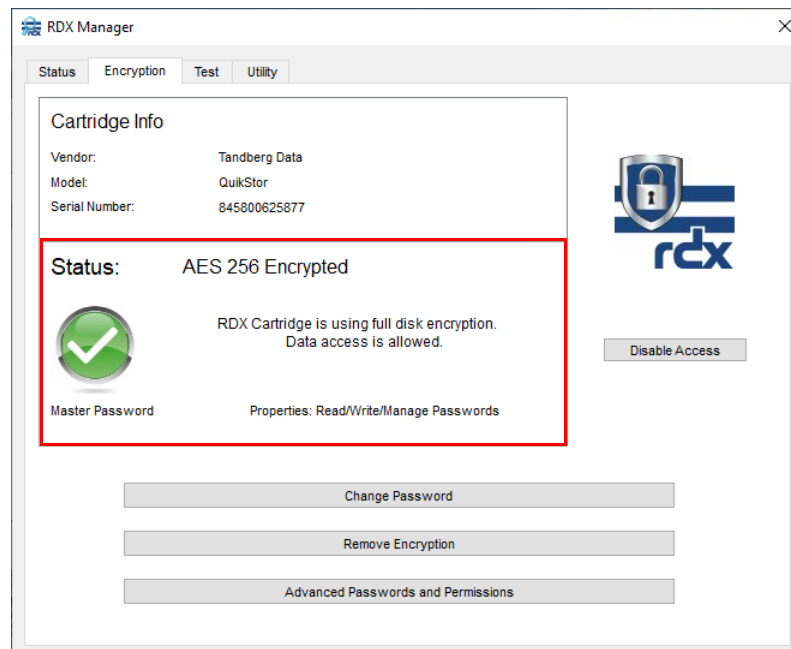 RDX Manager
Status Encryption Test Utility
Cartridge Info
Vendor: Tandberg Data
Model: QuikStor
Serial Number: 845800625877
rdx
Status: AES 256 Encrypted
RDX Cartridge is using full disk encryption.
Data access is allowed.
Disable Access
Master Password Properties: Read/Write/Manage Passwords
Change Password
Remove Encryption
Advanced Passwords and Permissions